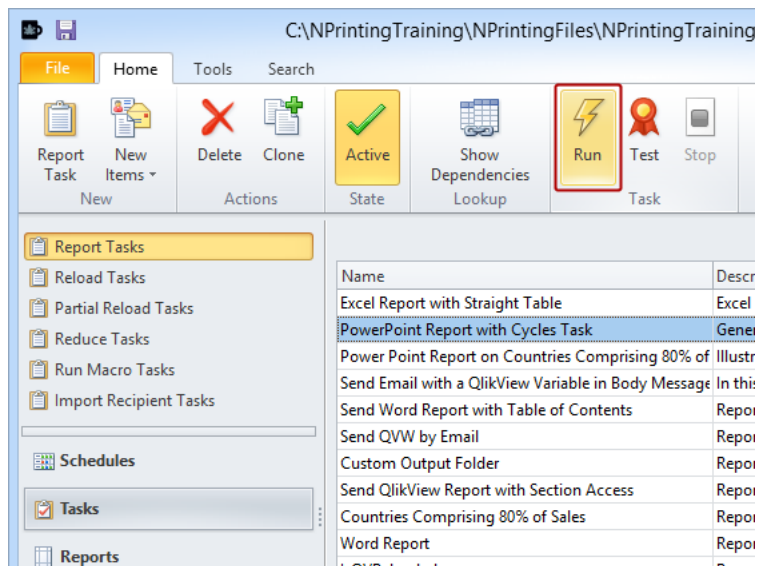 C:\NPrintingTraining\NPrintingFiles\NPrintingTraining
File Home Tools Search
Report Task New Items Delete Clone Active Show Dependencies Run Test Stop
New Actions State Lookup Task
Report Tasks
Reload Tasks
Partial Reload Tasks
Reduce Tasks
Run Macro Tasks
Import Recipient Tasks
Schedules
Tasks
Reports
Name Descr
Excel Report with Straight Table Excel
PowerPoint Report with Cycles Task Gener
Power Point Report on Countries Comprising 80% of Illustr
Send Email with a QlikView Variable in Body Message In this
Send Word Report with Table of Contents Repor
Send QVW by Email Repor
Custom Output Folder Repor
Send QlikView Report with Section Access Repor
Countries Comprising 80% of Sales Repor
Word Report Repor